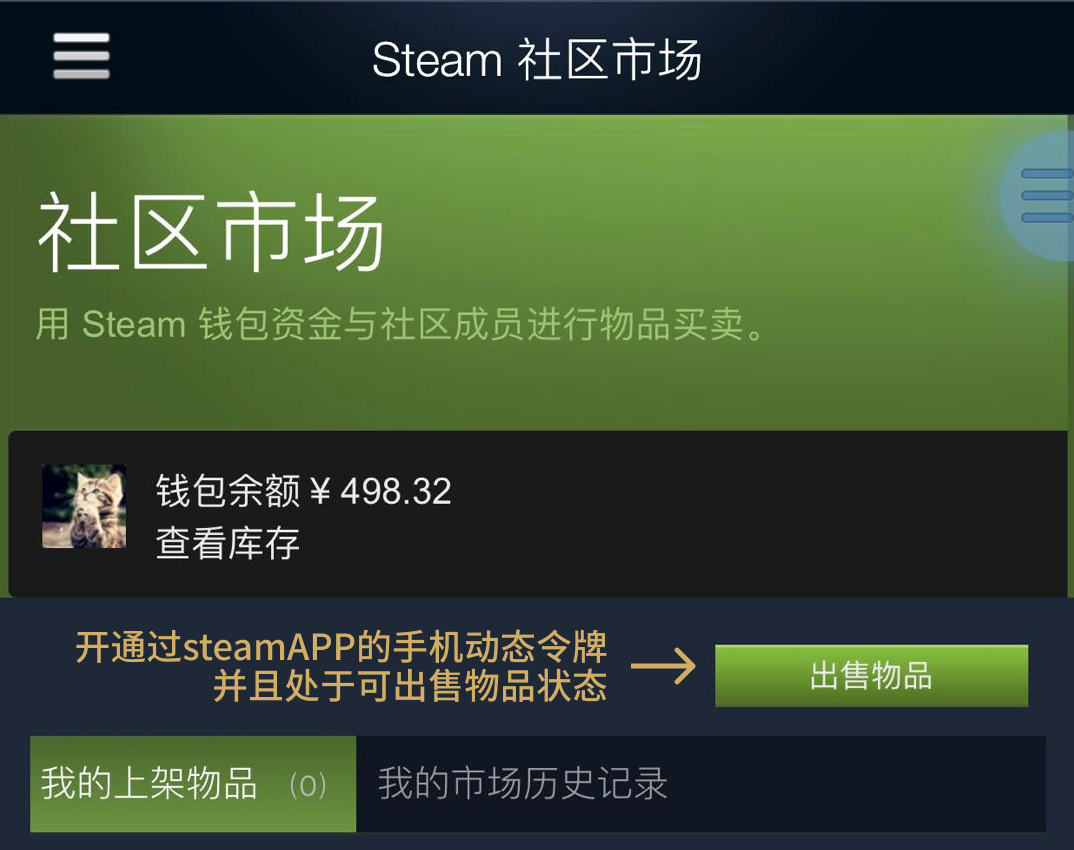 Steam 社区市场
社区市场
用 Steam 钱包资金与社区成员进行物品买卖。
钱包余额 ¥ 498.32
查看库存
开通过steamAPP的手机动态令牌
并且处于可出售物品状态
出售物品
我的上架物品 (0)
我的市场历史记录